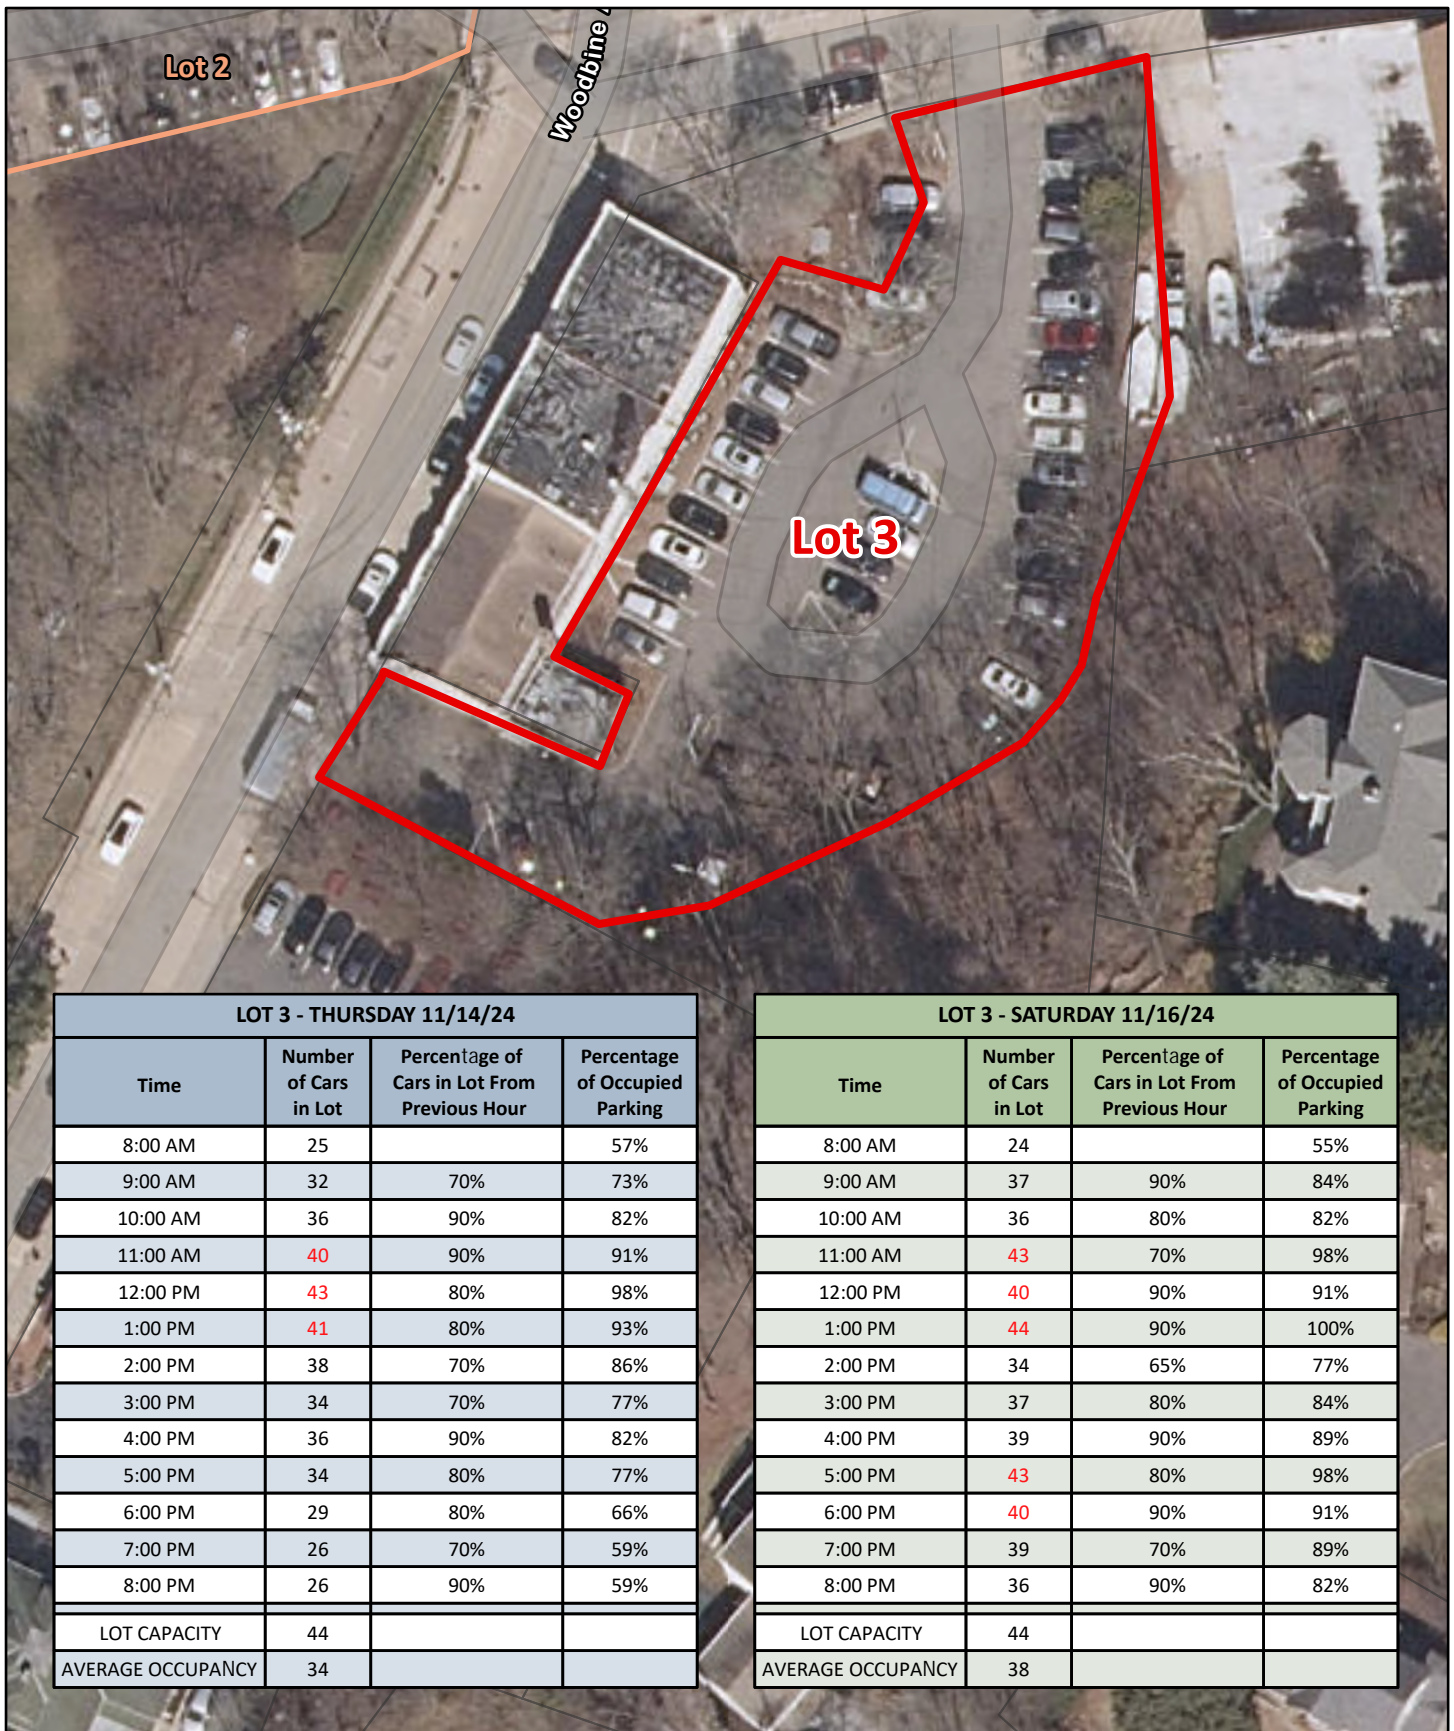 Lot 2
Woodbine
Lot 3
LOT 3 - THURSDAY 11/14/24
Time
Number of Cars in Lot
Percentage of Cars in Lot From Previous Hour
Percentage of Occupied Parking
8:00 AM 25 57%
9:00 AM 32 70% 73%
10:00 AM 36 90% 82%
11:00 AM 40 90% 91%
12:00 PM 43 80% 98%
1:00 PM 41 80% 93%
2:00 PM 38 70% 86%
3:00 PM 34 70% 77%
4:00 PM 36 90% 82%
5:00 PM 34 80% 77%
6:00 PM 29 80% 66%
7:00 PM 26 70% 59%
8:00 PM 26 90% 59%
LOT CAPACITY 44
AVERAGE OCCUPANCY 34
LOT 3 - SATURDAY 11/16/24
Time
Number of Cars in Lot
Percentage of Cars in Lot From Previous Hour
Percentage of Occupied Parking
8:00 AM 24 55%
9:00 AM 37 90% 84%
10:00 AM 36 80% 82%
11:00 AM 43 70% 98%
12:00 PM 40 90% 91%
1:00 PM 44 90% 100%
2:00 PM 34 65% 77%
3:00 PM 37 80% 84%
4:00 PM 39 90% 89%
5:00 PM 43 80% 98%
6:00 PM 40 90% 91%
7:00 PM 39 70% 89%
8:00 PM 36 90% 82%
LOT CAPACITY 44
AVERAGE OCCUPANCY 38